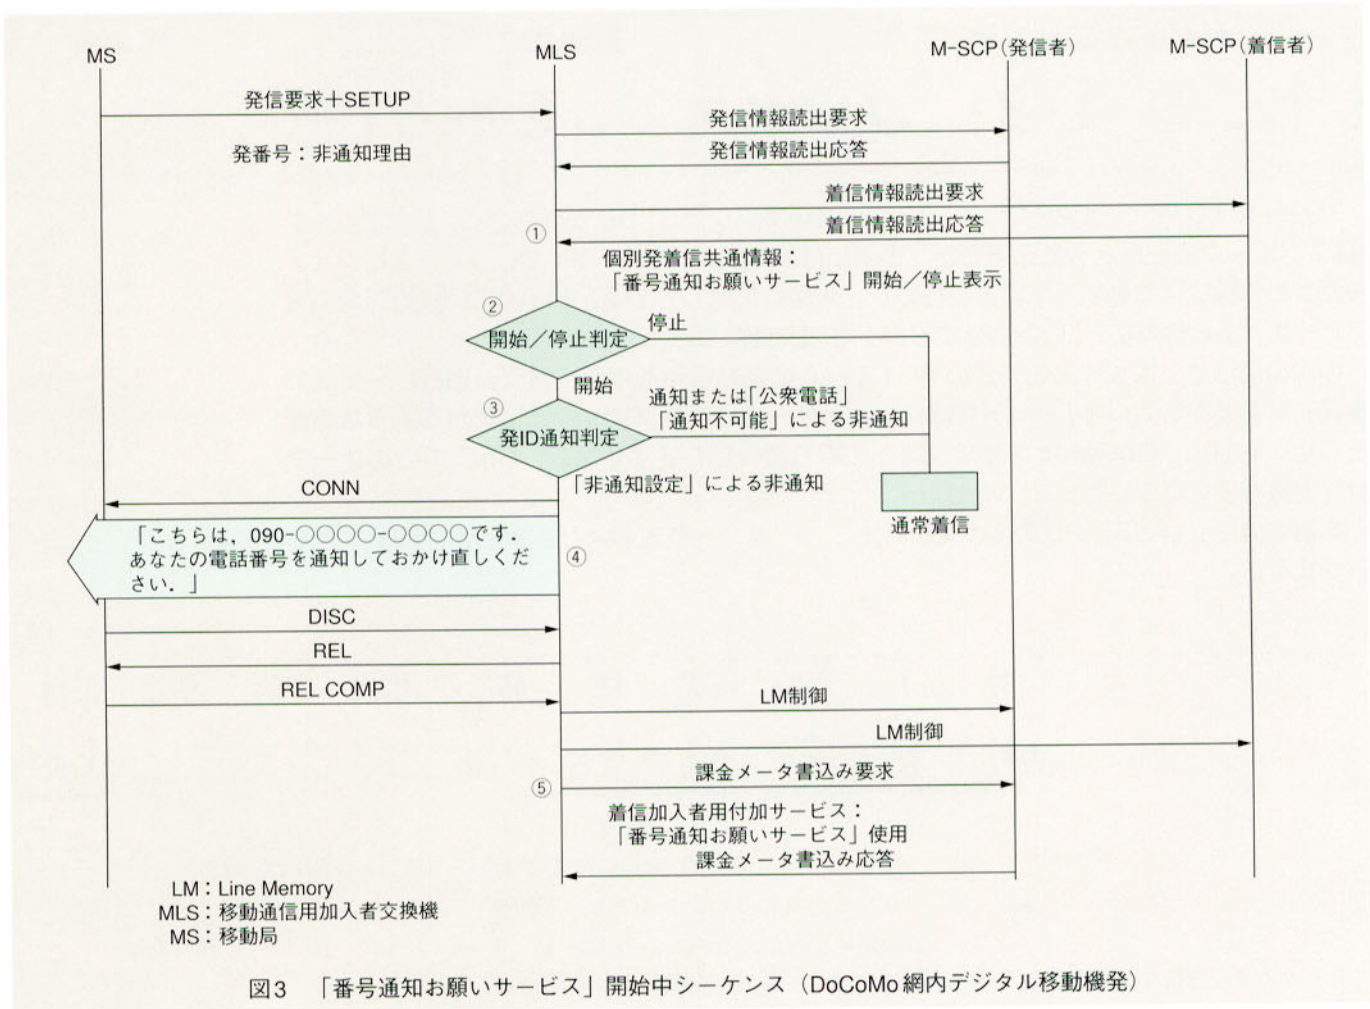 MS
MLS
M-SCP(発信者)
M-SCP(着信者)
発信要求＋SETUP
発番号：非通知理由
発信情報読出要求
発信情報読出応答
着信情報読出要求
着信情報読出応答
①
個別発着信共通情報：
「番号通知お願いサービス」開始／停止表示
②
開始／停止判定
停止
開始
③
発ID通知判定
通知または「公衆電話」
「通知不可能」による非通知
「非通知設定」による非通知
通常着信
CONN
「こちらは，090-○○○○-○○○○です．
あなたの電話番号を通知しておかけ直しくだ
さい．」
④
DISC
REL
REL COMP
LM制御
LM制御
⑤
課金メータ書込み要求
着信加入者用付加サービス：
「番号通知お願いサービス」使用
課金メータ書込み応答
LM：Line Memory
MLS：移動通信用加入者交換機
MS：移動局
図3　「番号通知お願いサービス」開始中シーケンス（DoCoMo網内デジタル移動機発）